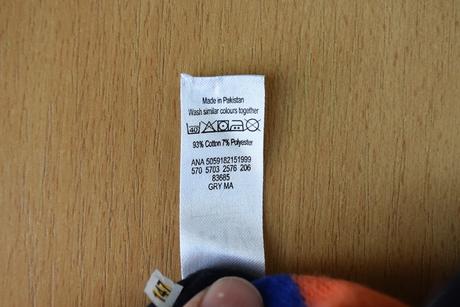 Made in Pakistan
Wash similar colours together
40
93% Cotton 7% Polyester
ANA 5059182151999
570 5703 2576 206
83685
GRY MA